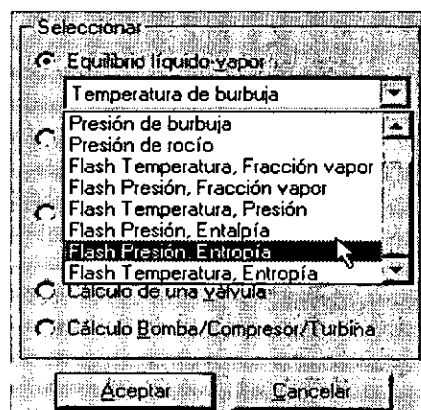 Seleccionar
Equilibrio líquido-vapor
Temperatura de burbuja
Presión de burbuja
Presión de rocío
Flash Temperatura, Fracción vapor
Flash Presión, Fracción vapor
Flash Temperatura, Presión
Flash Presión, Entalpía
Flash Presión, Entropía
Flash Temperatura, Entropía
Cálculo de una válvula
Cálculo Bomba/Compresor/Turbina
Aceptar
Cancelar